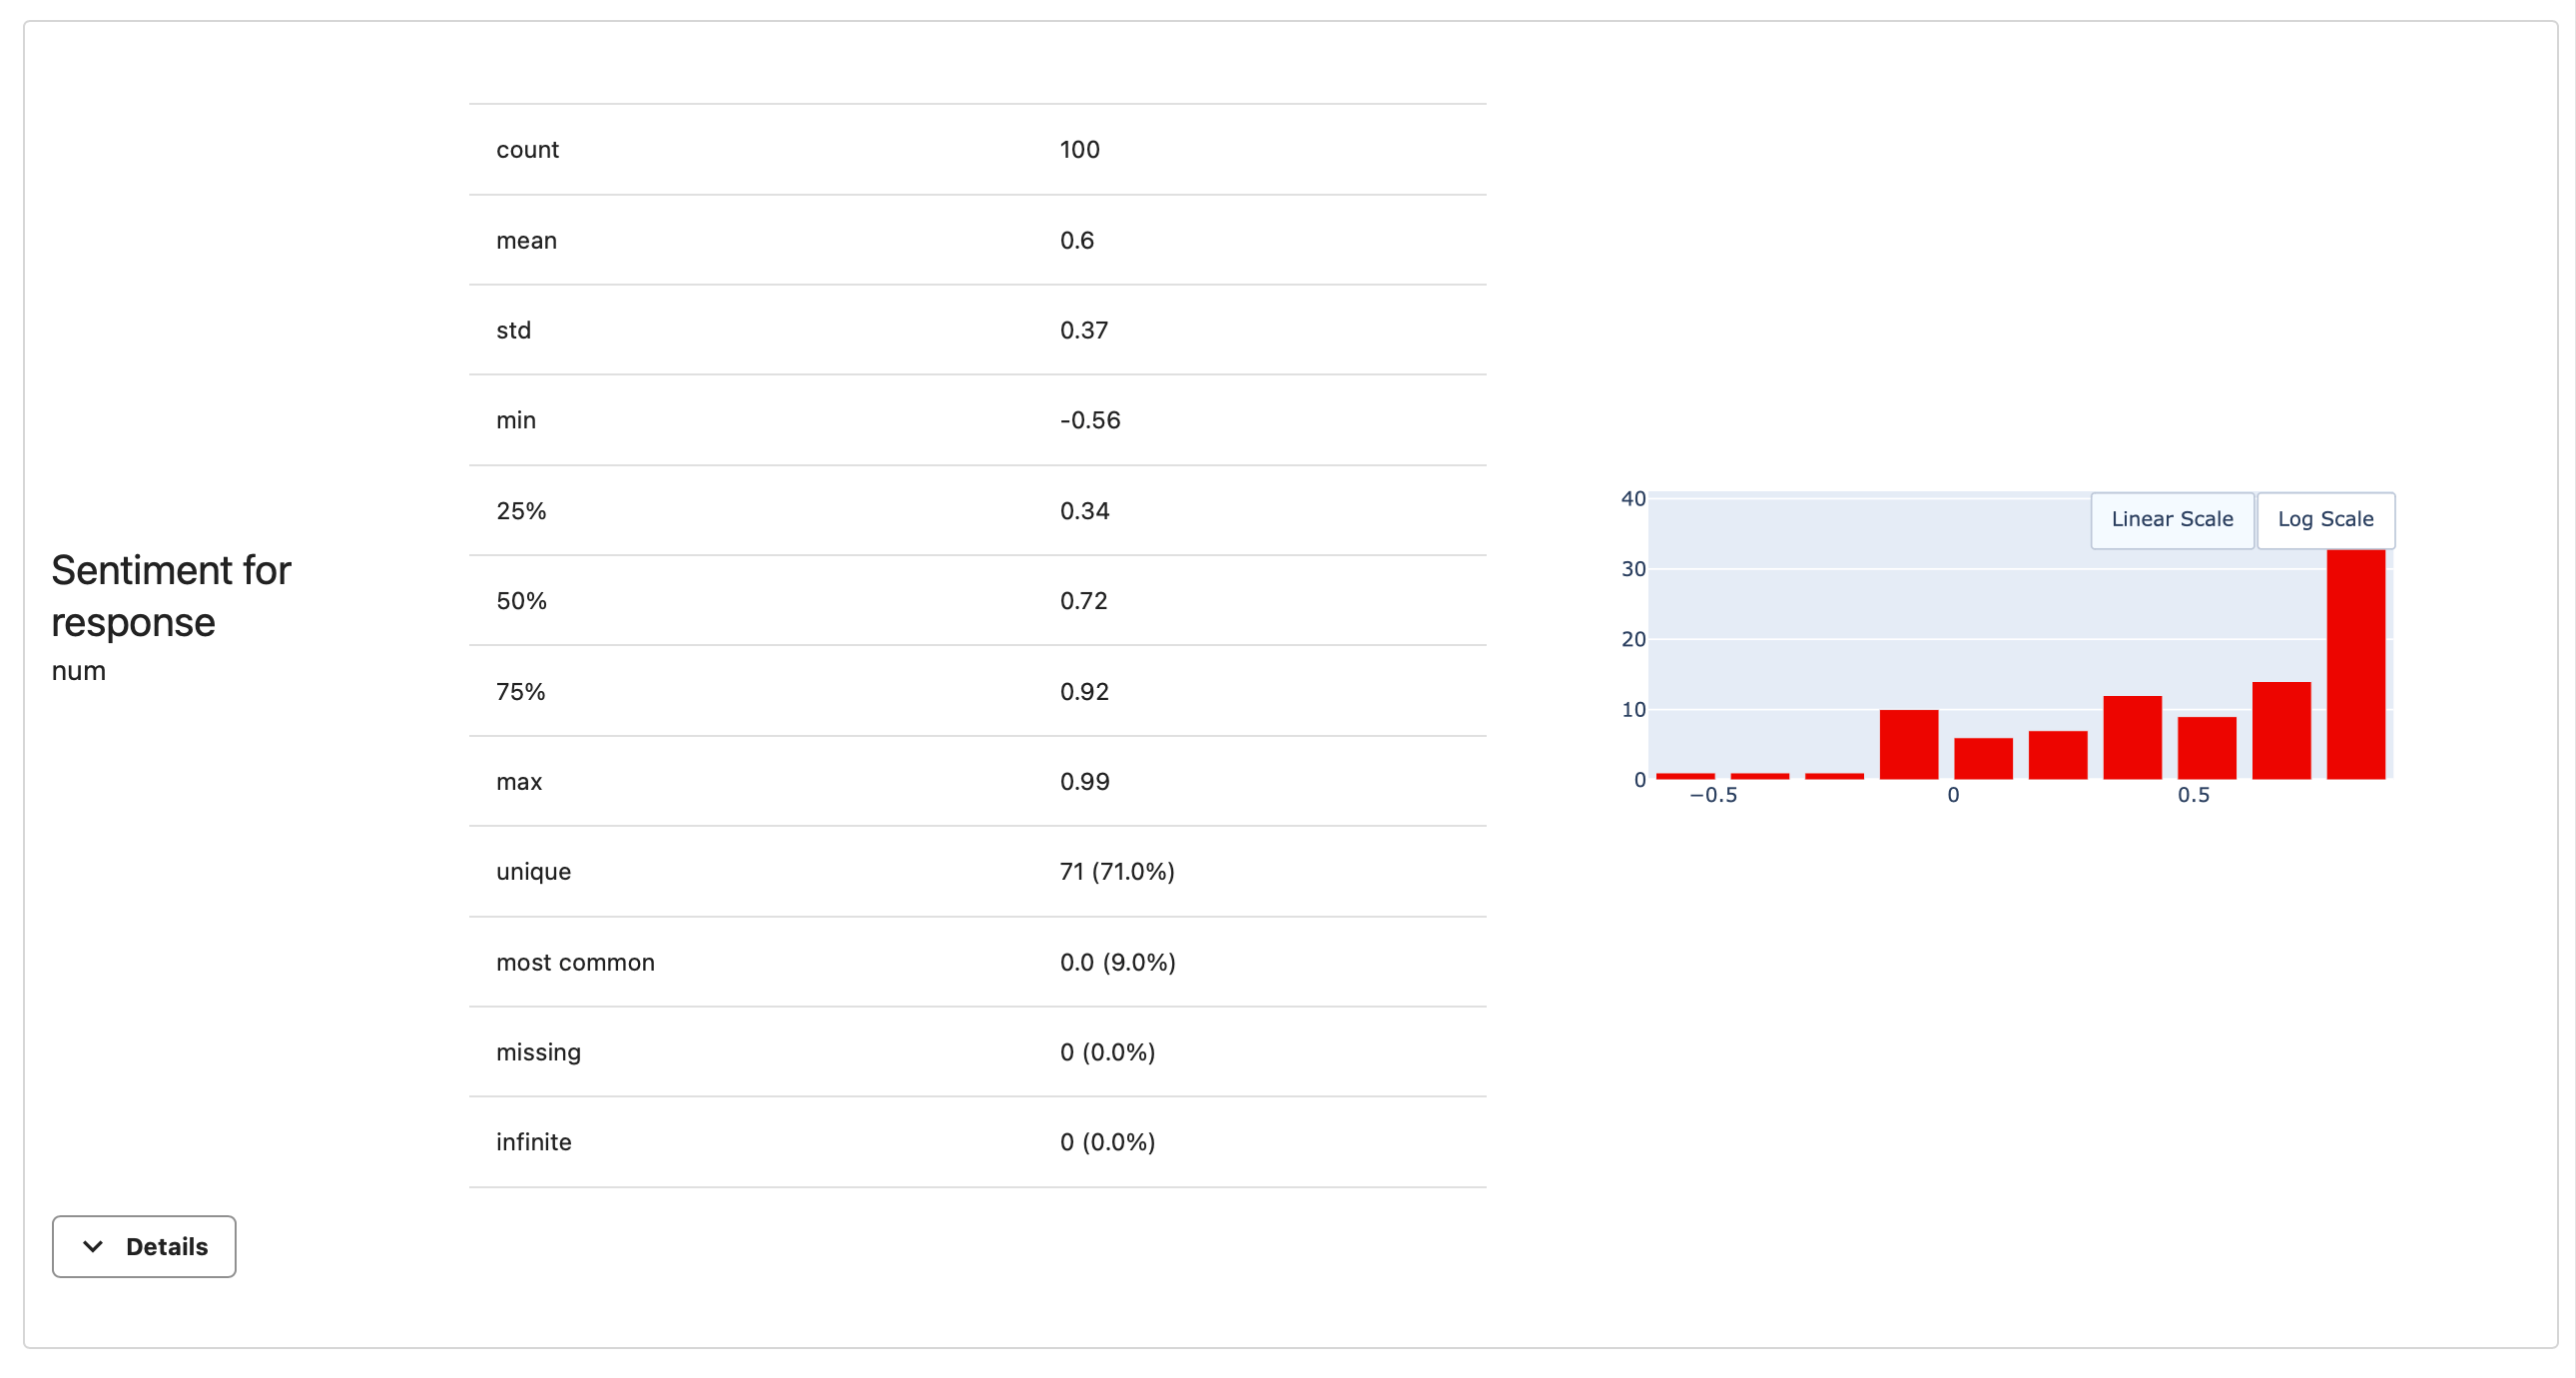 Sentiment for
response
num
count 100
mean 0.6
std 0.37
min -0.56
25% 0.34
50% 0.72
75% 0.92
max 0.99
unique 71 (71.0%)
most common 0.0 (9.0%)
missing 0 (0.0%)
infinite 0 (0.0%)
Details
Linear Scale Log Scale
40
30
20
10
0
−0.5 0 0.5